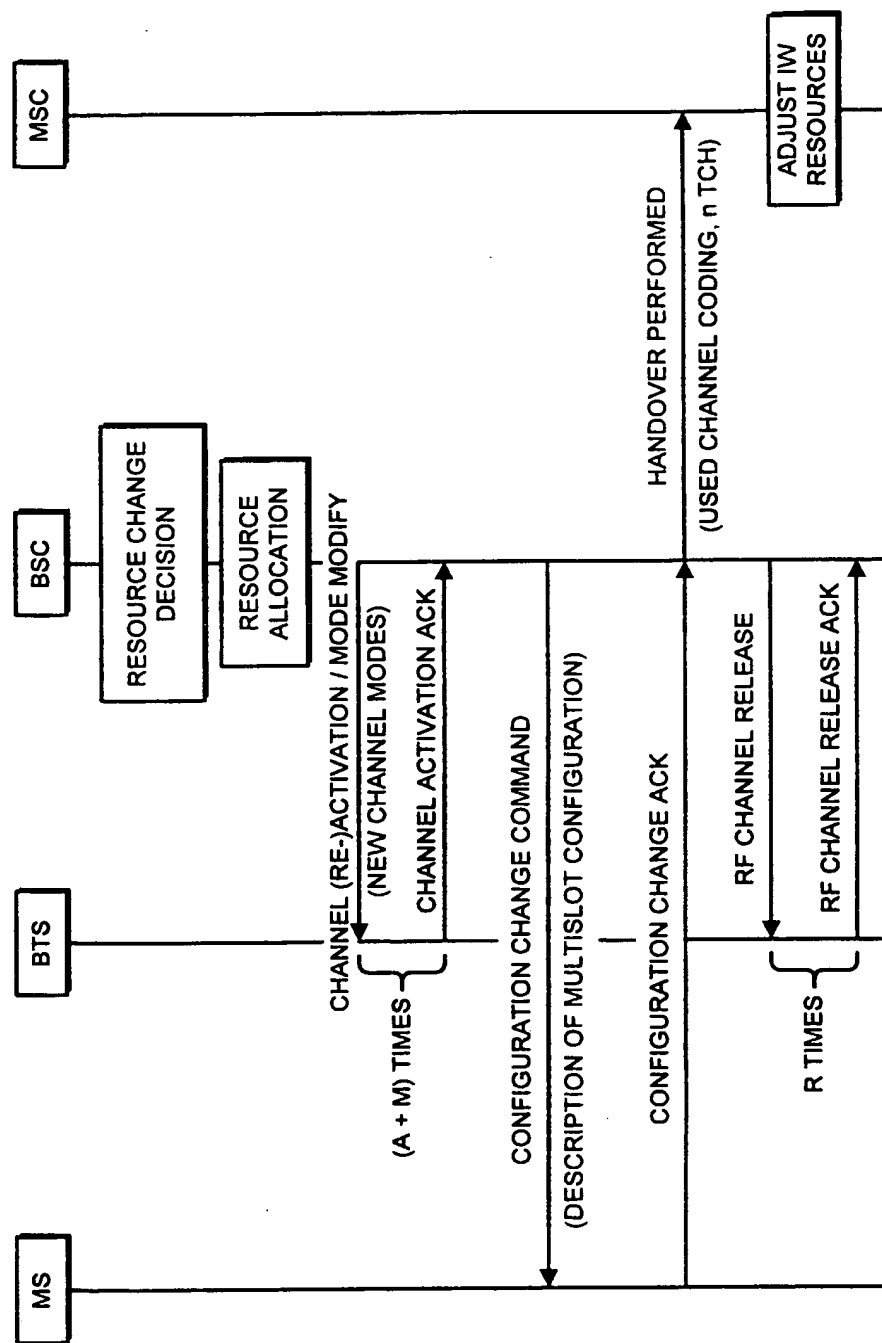 MS
BTS
BSC
MSC
RESOURCE CHANGE
DECISION
RESOURCE
ALLOCATION
CHANNEL (RE-)ACTIVATION / MODE MODIFY
(NEW CHANNEL MODES)
(A + M) TIMES
CHANNEL ACTIVATION ACK
CONFIGURATION CHANGE COMMAND
(DESCRIPTION OF MULTISLOT CONFIGURATION)
CONFIGURATION CHANGE ACK
HANDOVER PERFORMED
(USED CHANNEL CODING, n TCH)
RF CHANNEL RELEASE
R TIMES
RF CHANNEL RELEASE ACK
ADJUST IW
RESOURCES